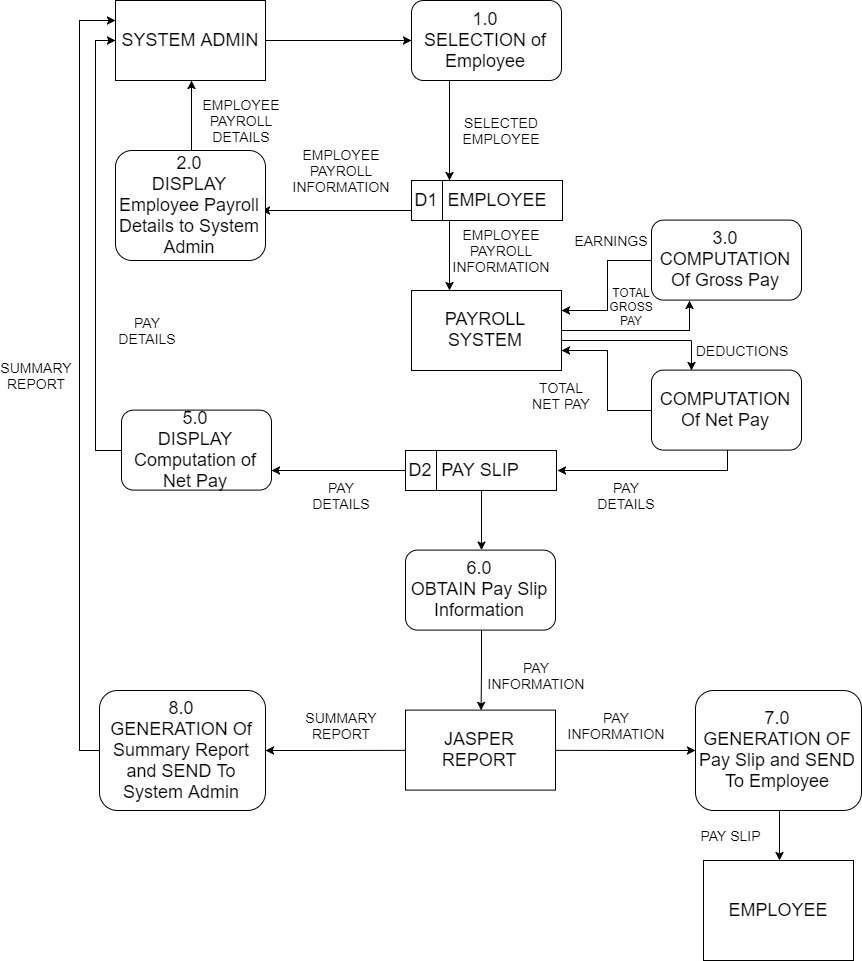 SYSTEM ADMIN
1.0
SELECTION of
Employee
EMPLOYEE
PAYROLL
DETAILS
SELECTED
EMPLOYEE
2.0
DISPLAY
Employee Payroll
Details to System
Admin
EMPLOYEE
PAYROLL
INFORMATION
D1 EMPLOYEE
EMPLOYEE
PAYROLL
INFORMATION
EARNINGS
3.0
COMPUTATION
Of Gross Pay
TOTAL
GROSS
PAY
PAYROLL
SYSTEM
DEDUCTIONS
PAY
DETAILS
SUMMARY
REPORT
TOTAL
NET PAY
COMPUTATION
Of Net Pay
5.0
DISPLAY
Computation of
Net Pay
D2 PAY SLIP
PAY
DETAILS
PAY
DETAILS
6.0
OBTAIN Pay Slip
Information
PAY
INFORMATION
8.0
GENERATION Of
Summary Report
and SEND To
System Admin
SUMMARY
REPORT
JASPER
REPORT
PAY
INFORMATION
7.0
GENERATION OF
Pay Slip and SEND
To Employee
PAY SLIP
EMPLOYEE